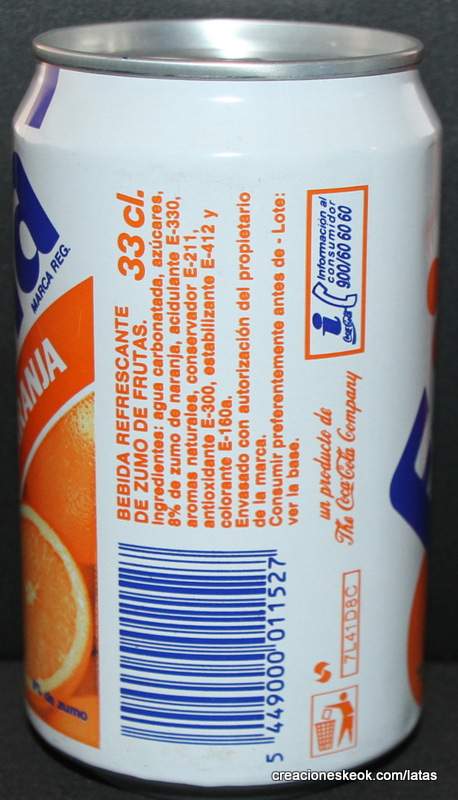 MARCA REG.
BEBIDA REFRESCANTE
DE ZUMO DE FRUTAS.
33 cl.
Ingredientes: agua carbonatada, azúcares,
8% de zumo de naranja, acidulante E-330,
aromas naturales, conservador E-211,
antioxidante E-300, estabilizante E-412 y
colorante E-160a.
Envasado con autorización del propietario
de la marca.
Consumir preferentemente antes de - Lote:
ver la base.
Información al
consumidor
900/60 60 60
Coca-Cola
un producto de
The Coca-Cola Company
5 449000 011527
7L41D8C
% de zumo
creacioneskeok.com/latas